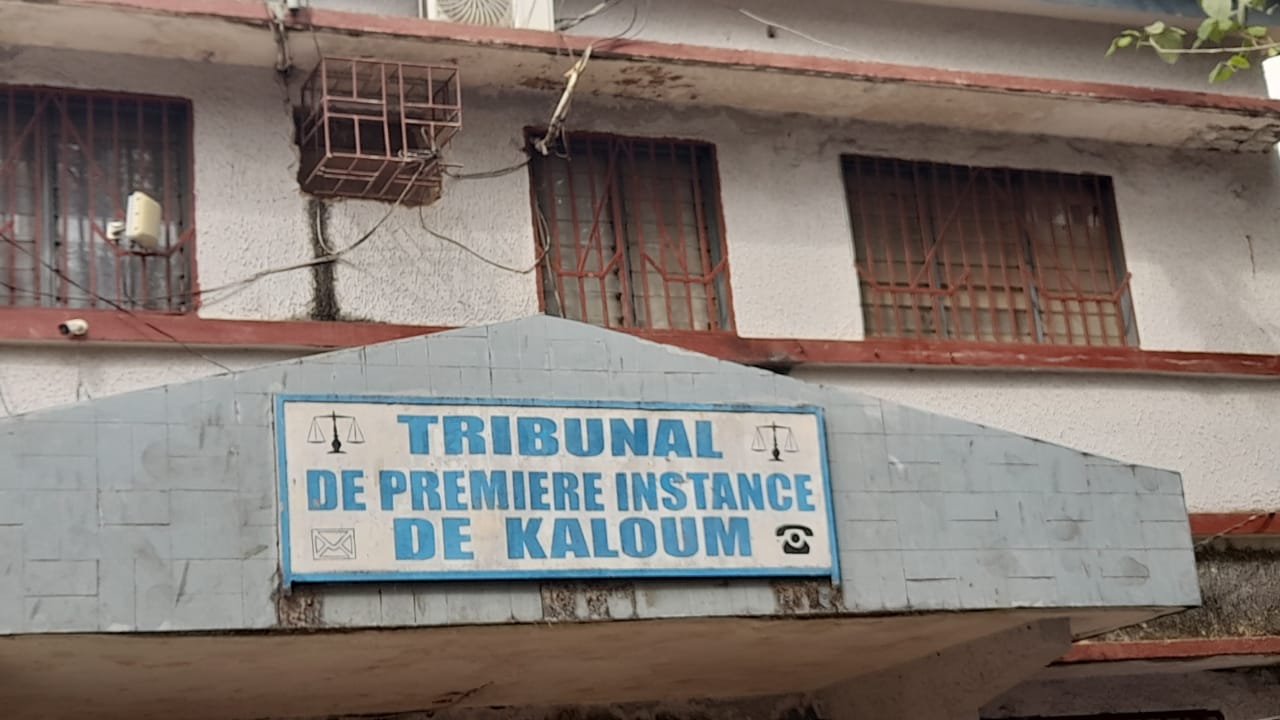 TRIBUNAL
DE PREMIERE INSTANCE
DE KALOUM